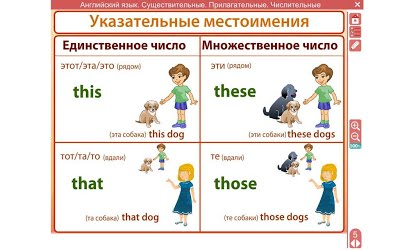 Английский язык. Существительные. Прилагательные. Числительные
Указательные местоимения
Единственное число
Множественное число
этот/эта/это (рядом)
this
(эта собака) this dog
эти (рядом)
these
(эти собаки) these dogs
тот/та/то (вдали)
that
(та собака) that dog
те (вдали)
those
(те собаки) those dogs
100%
5